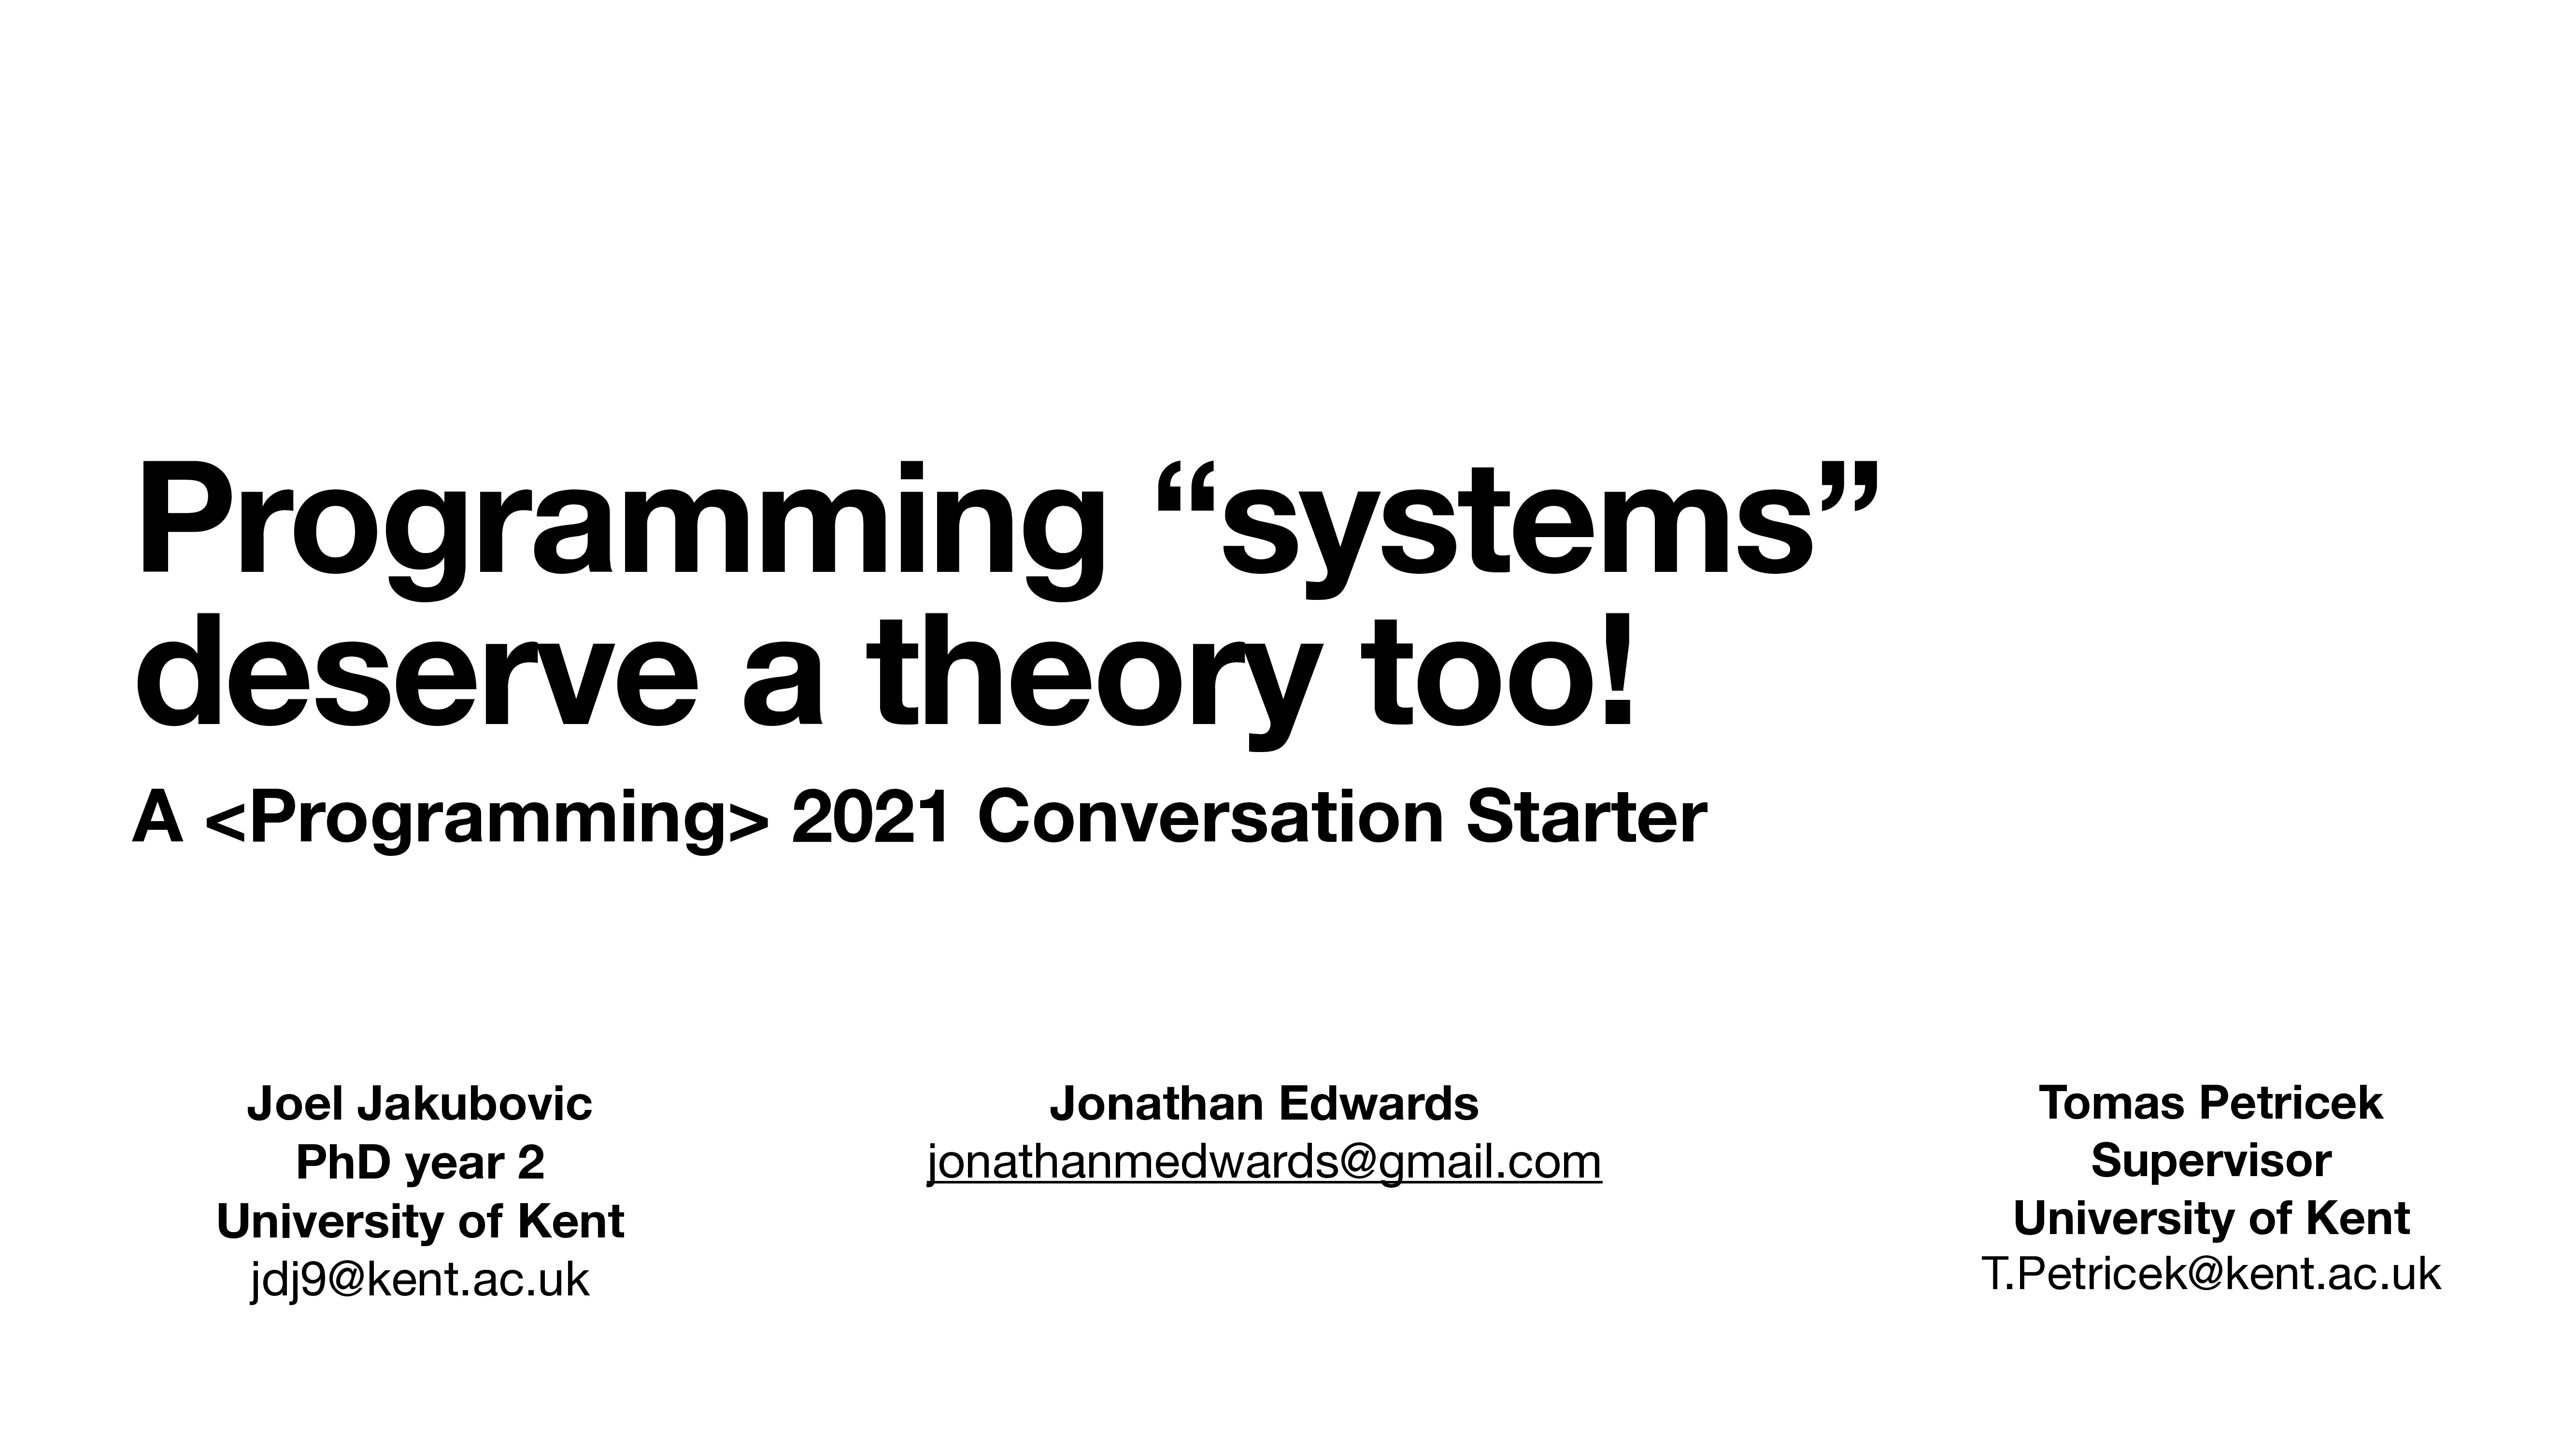 Programming “systems”
deserve a theory too!
A <Programming> 2021 Conversation Starter
Joel Jakubovic
PhD year 2
University of Kent
jdj9@kent.ac.uk
Jonathan Edwards
jonathanmedwards@gmail.com
Tomas Petricek
Supervisor
University of Kent
T.Petricek@kent.ac.uk